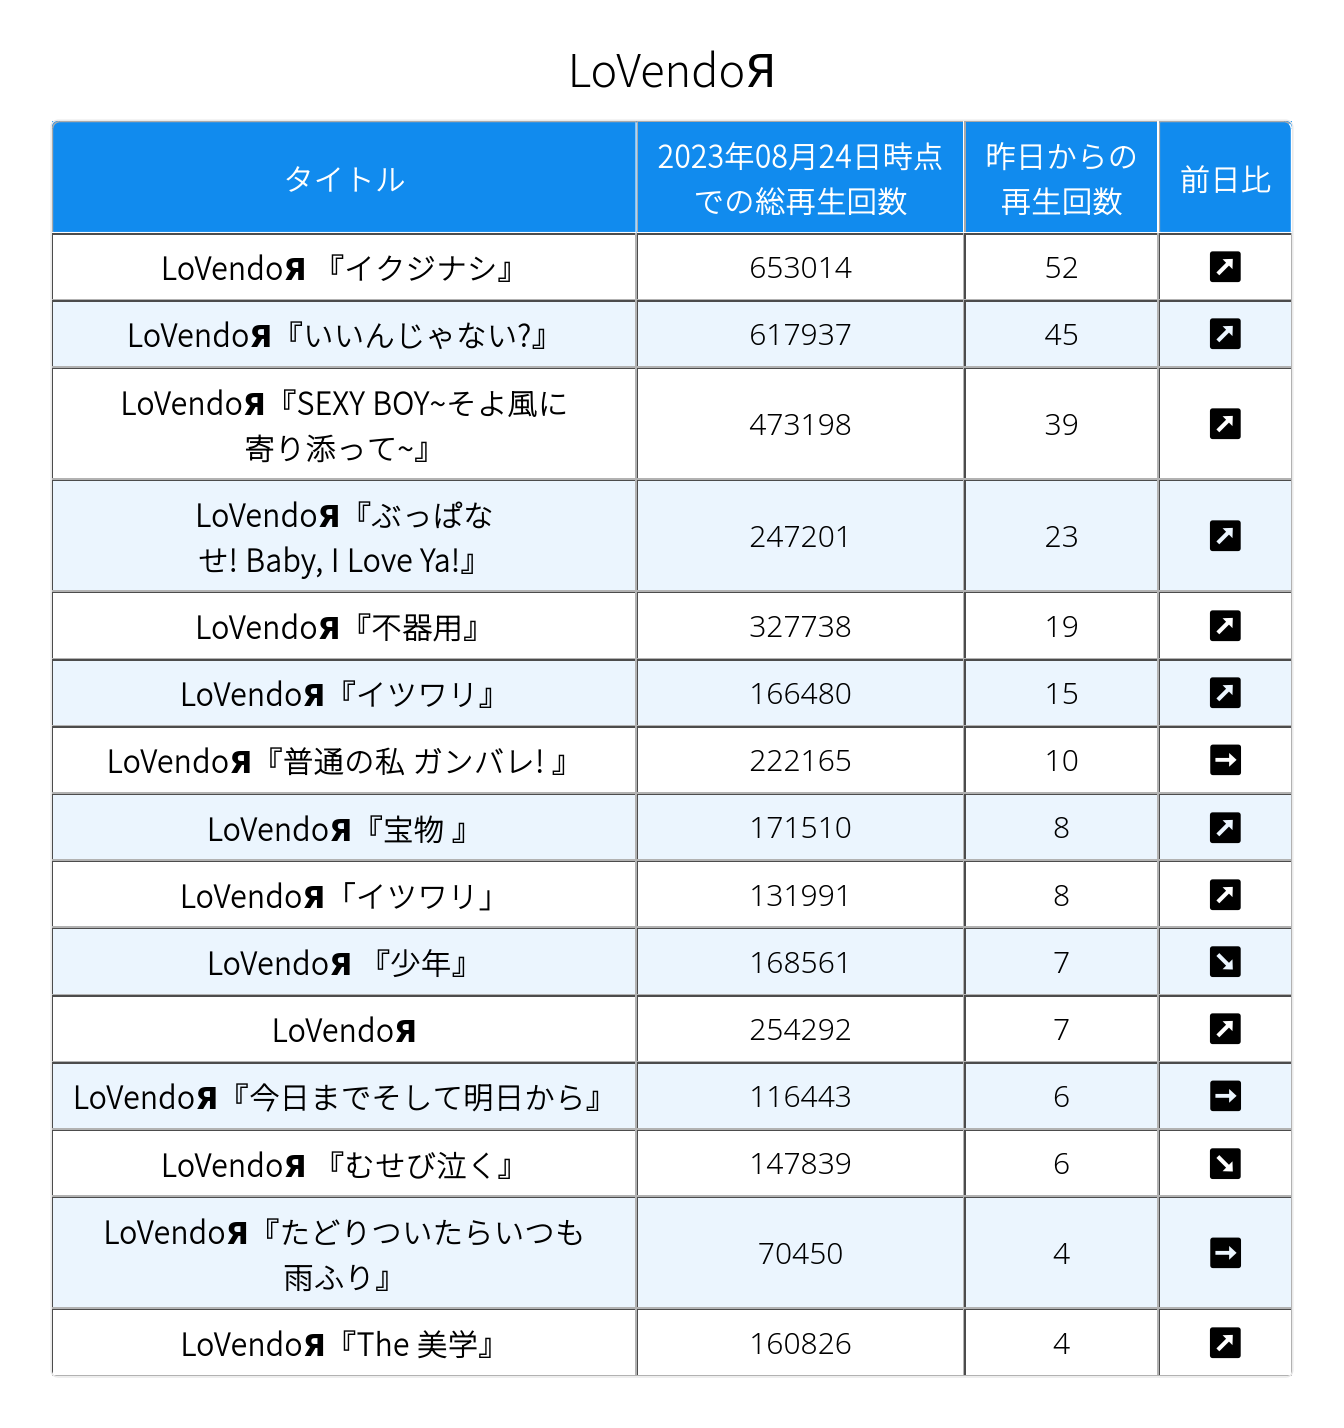 LoVendoЯ
タイトル
2023年08月24日時点
での総再生回数
昨日からの
再生回数
前日比
LoVendoЯ 『イクジナシ』
653014
52
↗
LoVendoЯ『いいんじゃない?』
617937
45
↗
LoVendoЯ『SEXY BOY~そよ風に
寄り添って~』
473198
39
↗
LoVendoЯ『ぶっぱな
せ! Baby, I Love Ya!』
247201
23
↗
LoVendoЯ『不器用』
327738
19
↗
LoVendoЯ『イツワリ』
166480
15
↗
LoVendoЯ『普通の私 ガンバレ! 』
222165
10
→
LoVendoЯ『宝物 』
171510
8
↗
LoVendoЯ「イツワリ」
131991
8
↗
LoVendoЯ 『少年』
168561
7
↘
LoVendoЯ
254292
7
↗
LoVendoЯ『今日までそして明日から』
116443
6
→
LoVendoЯ 『むせび泣く』
147839
6
↘
LoVendoЯ『たどりついたらいつも
雨ふり』
70450
4
→
LoVendoЯ『The 美学』
160826
4
↗